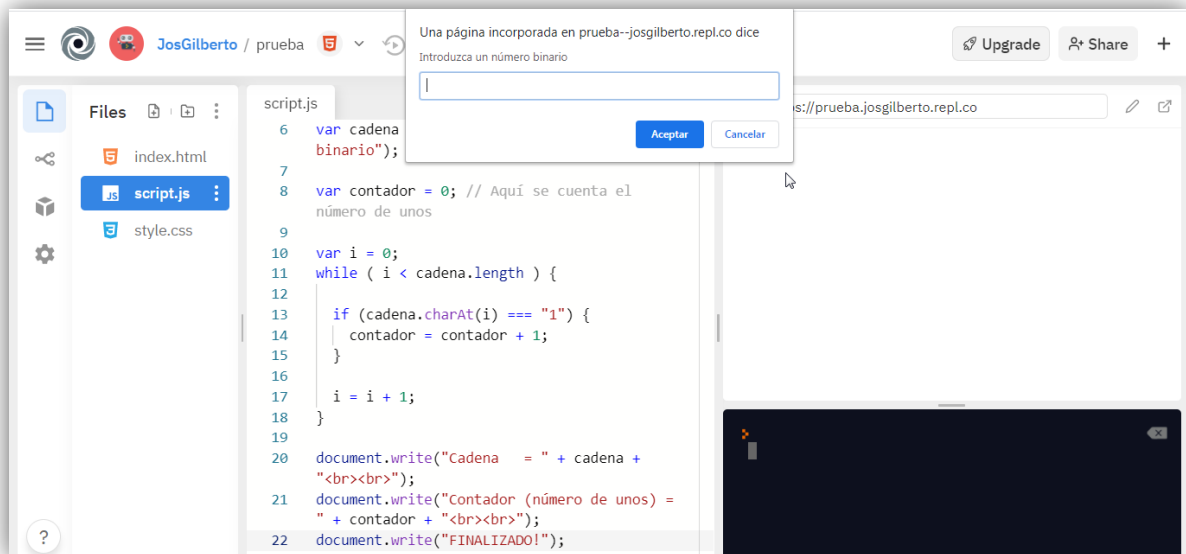 Una página incorporada en prueba--josgilberto.repl.co dice
Introduzca un número binario
Aceptar
Cancelar
JosGilberto / prueba
Upgrade
Share
Files
index.html
script.js
style.css
script.js
6 var cadena
binario");
7
8 var contador = 0; // Aquí se cuenta el
número de unos
9
10 var i = 0;
11 while ( i < cadena.length ) {
12
13 if (cadena.charAt(i) === "1") {
14 contador = contador + 1;
15 }
16
17 i = i + 1;
18 }
19
20 document.write("Cadena   = " + cadena +
"<br><br>");
21 document.write("Contador (número de unos) =
" + contador + "<br><br>");
22 document.write("FINALIZADO!");
s://prueba.josgilberto.repl.co
JS
?